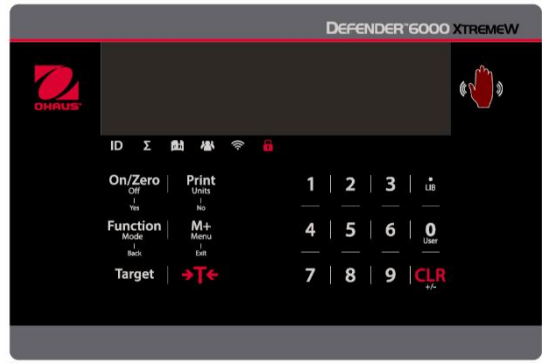 DEFENDER™6000 XTREMEW
OHAUS
ID Σ
On/Zero Print 1 2 3 .
Off Units LIB
Yes No
Function M+ 4 5 6 0
Mode Menu User
Back Exit
Target →T← 7 8 9 CLR
+/-